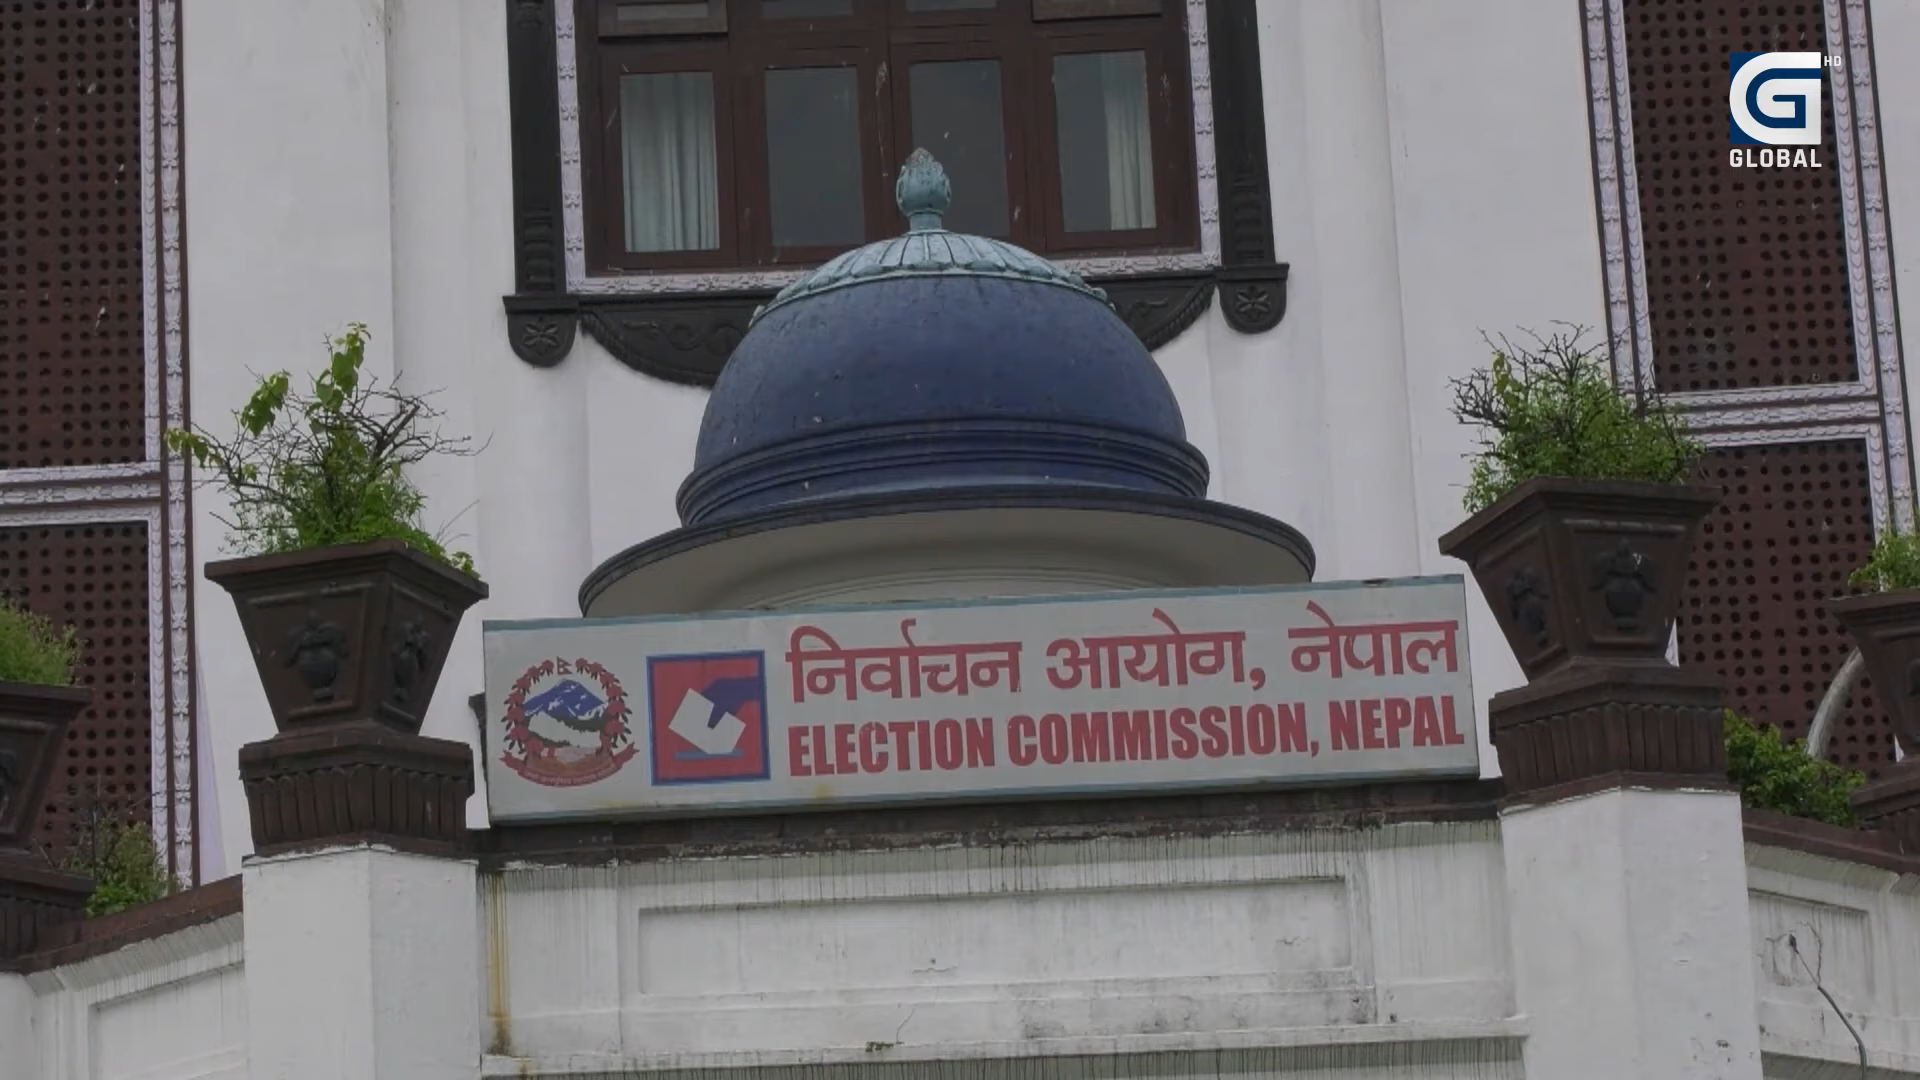 HD
G
GLOBAL
निर्वाचन आयोग, नेपाल
ELECTION COMMISSION, NEPAL